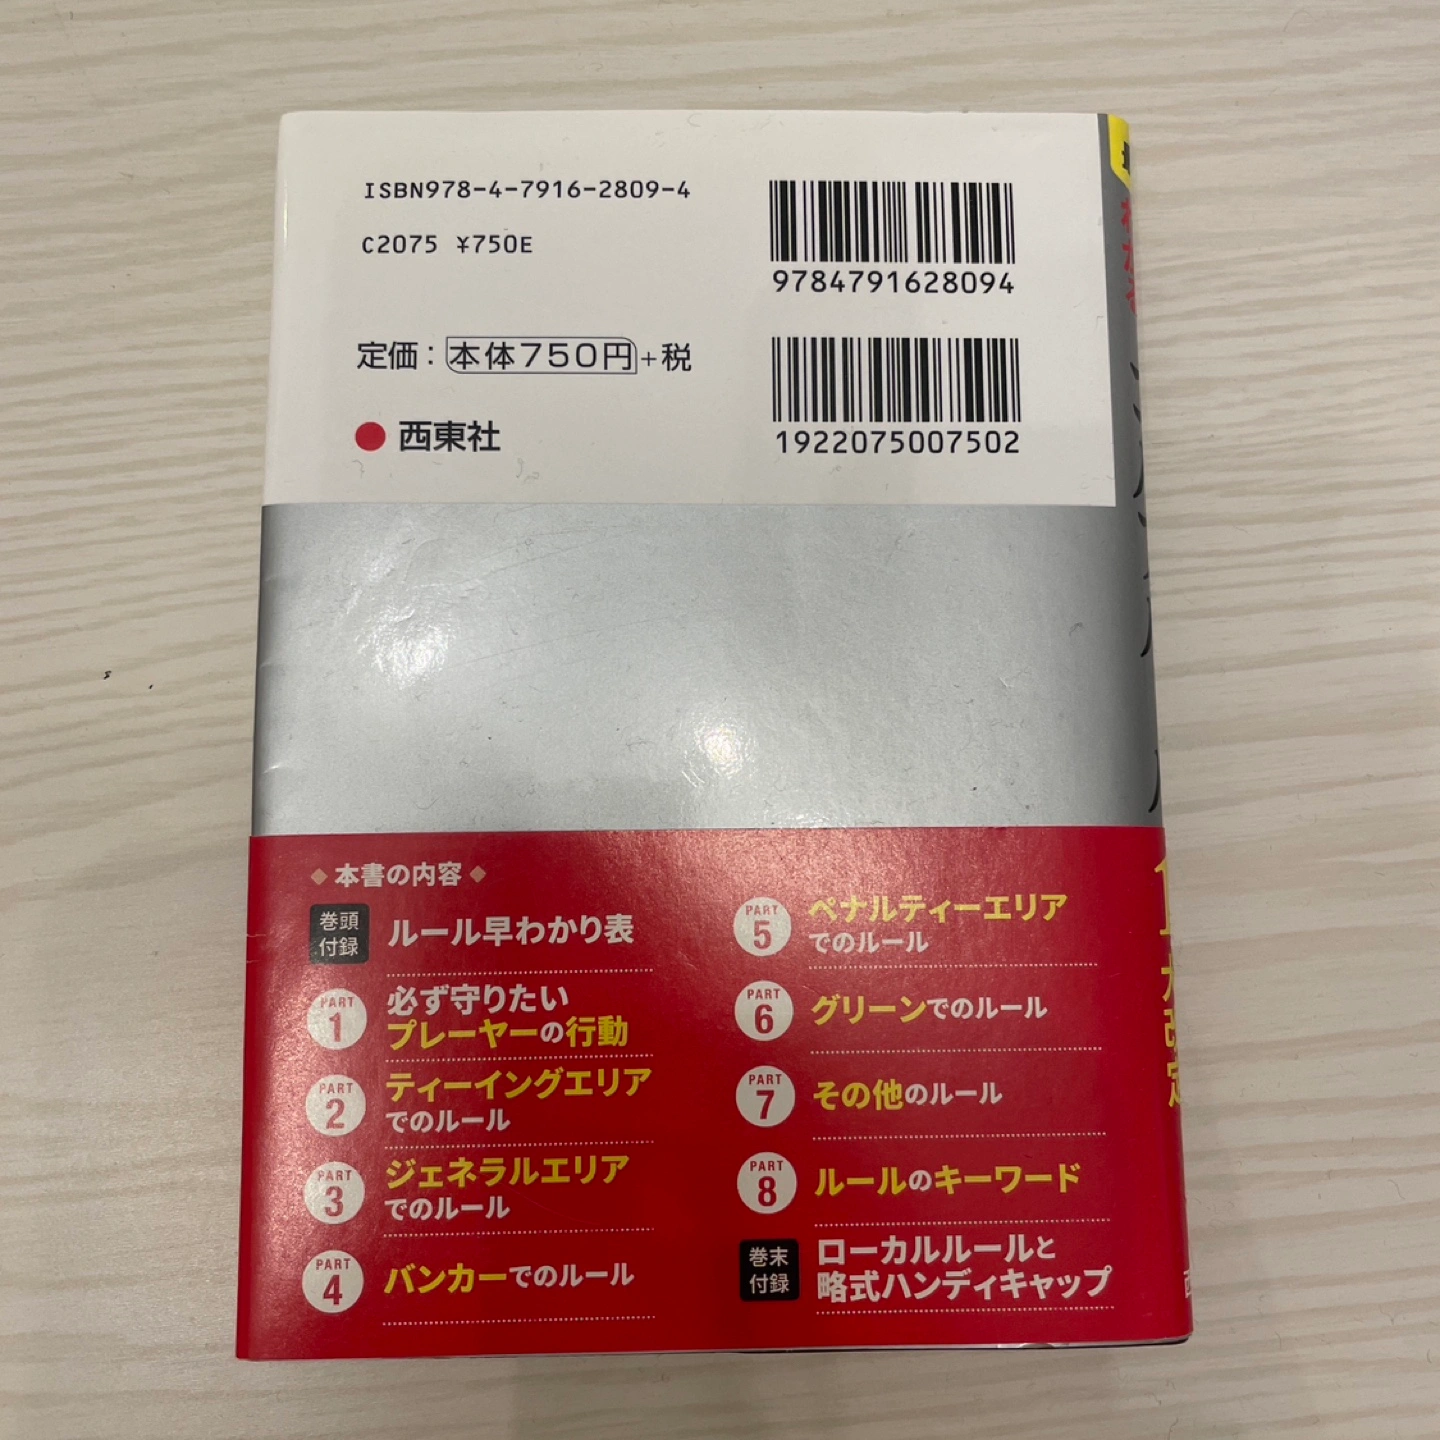 ISBN978-4-7916-2809-4
C2075 ¥750E
9784791628094
定価：本体750円+税
1922075007502
西東社
◆本書の内容◆
巻頭付録 ルール早わかり表
PART 1 必ず守りたい
プレーヤーの行動
PART 2 ティーイングエリア
でのルール
PART 3 ジェネラルエリア
でのルール
PART 4 バンカーでのルール
PART 5 ペナルティーエリア
でのルール
PART 6 グリーンでのルール
PART 7 その他のルール
PART 8 ルールのキーワード
巻末付録 ローカルルールと
略式ハンディキャップ